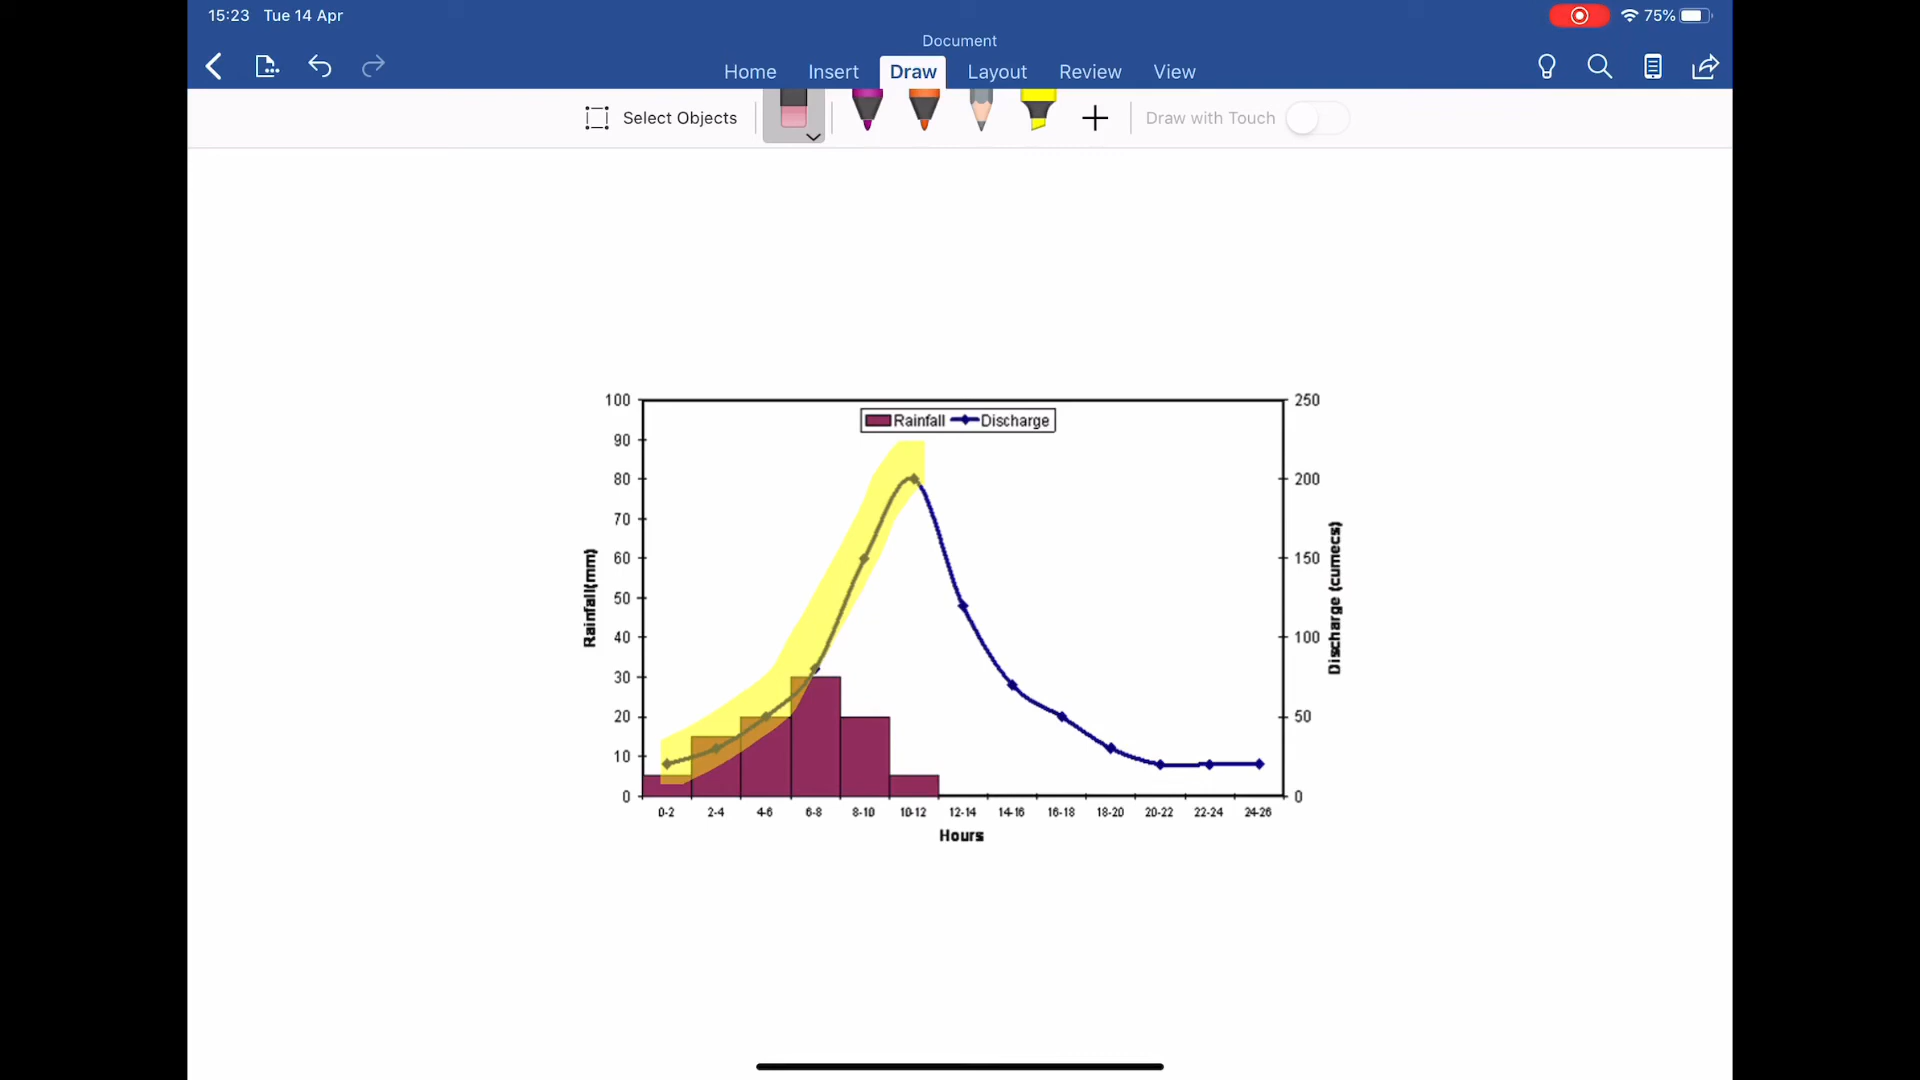 15:23 Tue 14 Apr
75%
Document
Home Insert Draw Layout Review View
Select Objects
Draw with Touch
Rainfall Discharge
100
90
80
70
60
50
40
30
20
10
0
Rainfall(mm)
250
200
150
100
50
0
Discharge (cumecs)
0-2 2-4 4-6 6-8 8-10 10-12 12-14 14-16 16-18 18-20 20-22 22-24 24-26
Hours